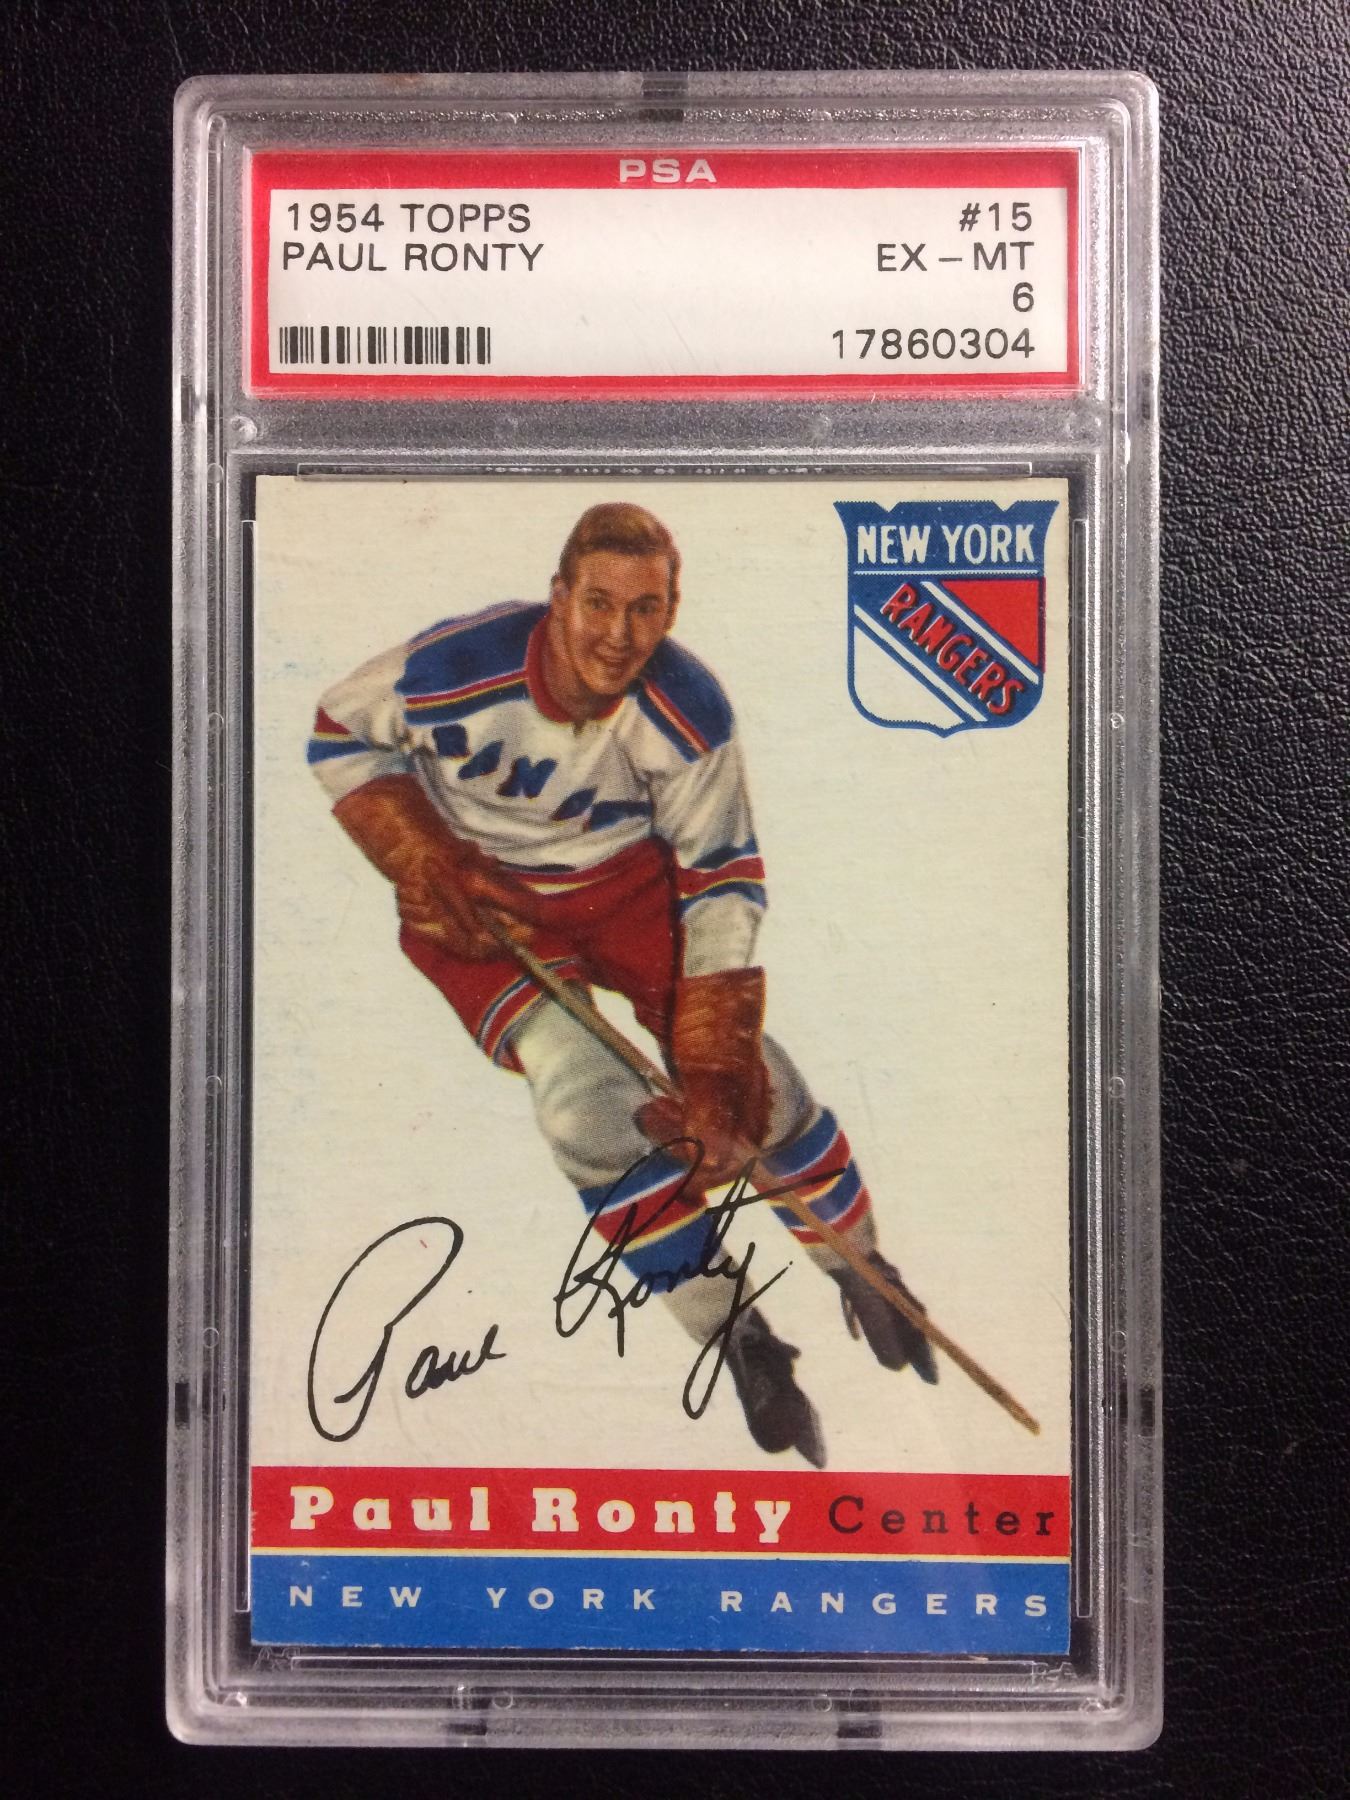 PSA
1954 TOPPS #15
PAUL RONTY EX - MT
6
17860304
NEW YORK
RANGERS
RANG
Paul Ronty
Paul Ronty Center
NEW YORK RANGERS